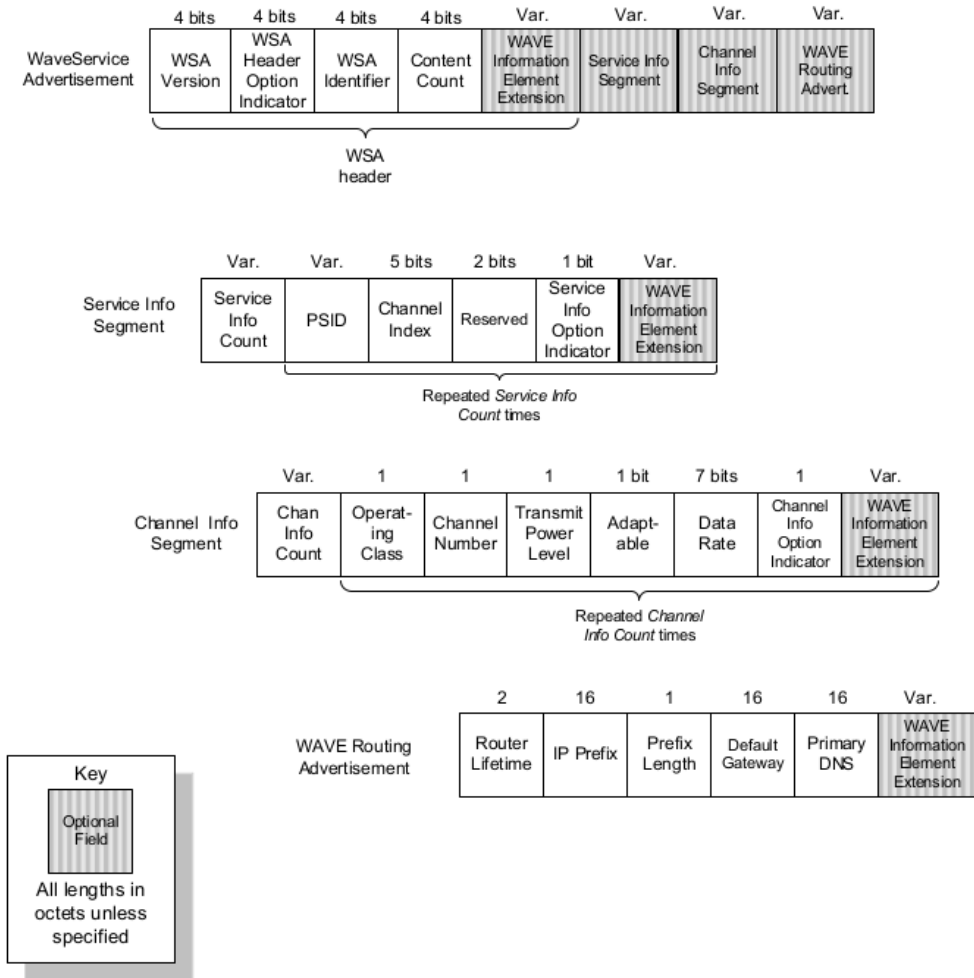 4 bits 4 bits 4 bits 4 bits Var. Var. Var. Var.
WaveService
Advertisement
WSA
Version
WSA
Header
Option
Indicator
WSA
Identifier
Content
Count
WAVE
Information
Element
Extension
Service Info
Segment
Channel
Info
Segment
WAVE
Routing
Advert.
WSA
header
Var. Var. 5 bits 2 bits 1 bit Var.
Service Info
Segment
Service
Info
Count
PSID
Channel
Index
Reserved
Service
Info
Option
Indicator
WAVE
Information
Element
Extension
Repeated Service Info
Count times
Var. 1 1 1 1 bit 7 bits 1 Var.
Channel Info
Segment
Chan
Info
Count
Operat-
ing
Class
Channel
Number
Transmit
Power
Level
Adapt-
able
Data
Rate
Channel
Info
Option
Indicator
WAVE
Information
Element
Extension
Repeated Channel
Info Count times
2 16 1 16 16 Var.
WAVE Routing
Advertisement
Router
Lifetime
IP Prefix
Prefix
Length
Default
Gateway
Primary
DNS
WAVE
Information
Element
Extension
Key
Optional
Field
All lengths in
octets unless
specified